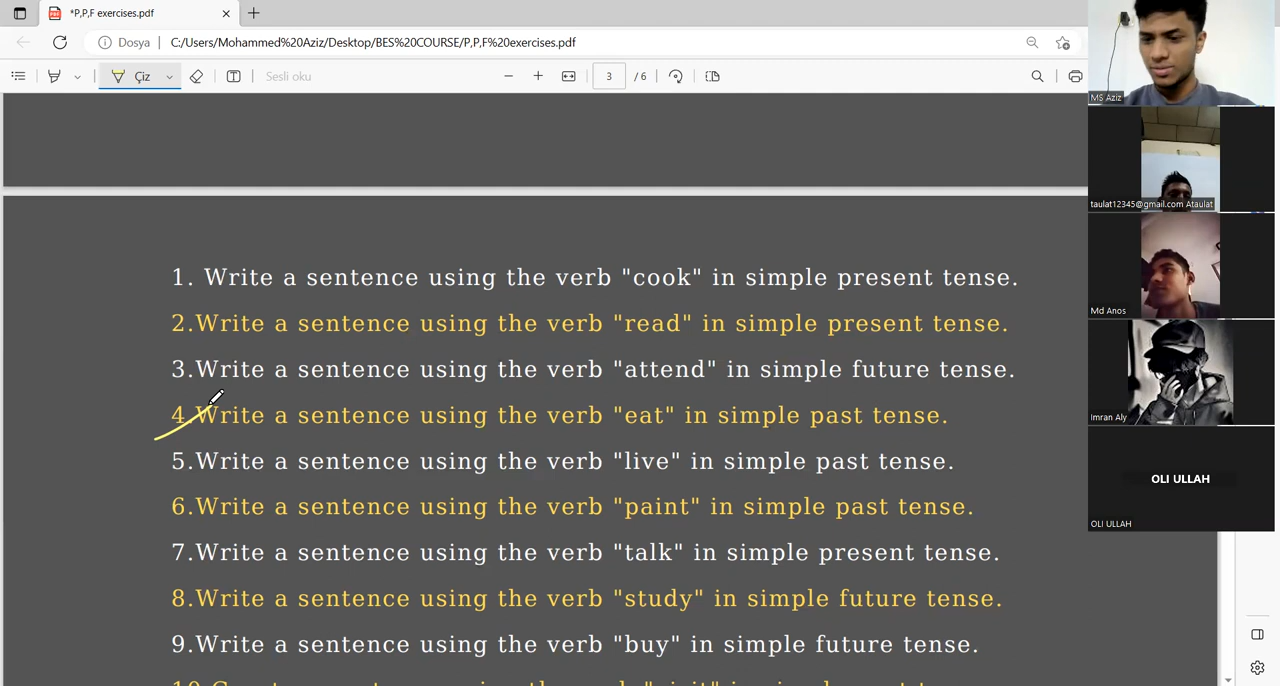 *P,P,F exercises.pdf
Dosya C:/Users/Mohammed%20Aziz/Desktop/BES%20COURSE/P,P,F%20exercises.pdf
Çiz Sesli oku 3 / 6
MS Aziz
taulat12345@gmail.com Ataulat
Md Anos
Imran Aly
OLI ULLAH
OLI ULLAH
1. Write a sentence using the verb "cook" in simple present tense.
2.Write a sentence using the verb "read" in simple present tense.
3.Write a sentence using the verb "attend" in simple future tense.
4.Write a sentence using the verb "eat" in simple past tense.
5.Write a sentence using the verb "live" in simple past tense.
6.Write a sentence using the verb "paint" in simple past tense.
7.Write a sentence using the verb "talk" in simple present tense.
8.Write a sentence using the verb "study" in simple future tense.
9.Write a sentence using the verb "buy" in simple future tense.